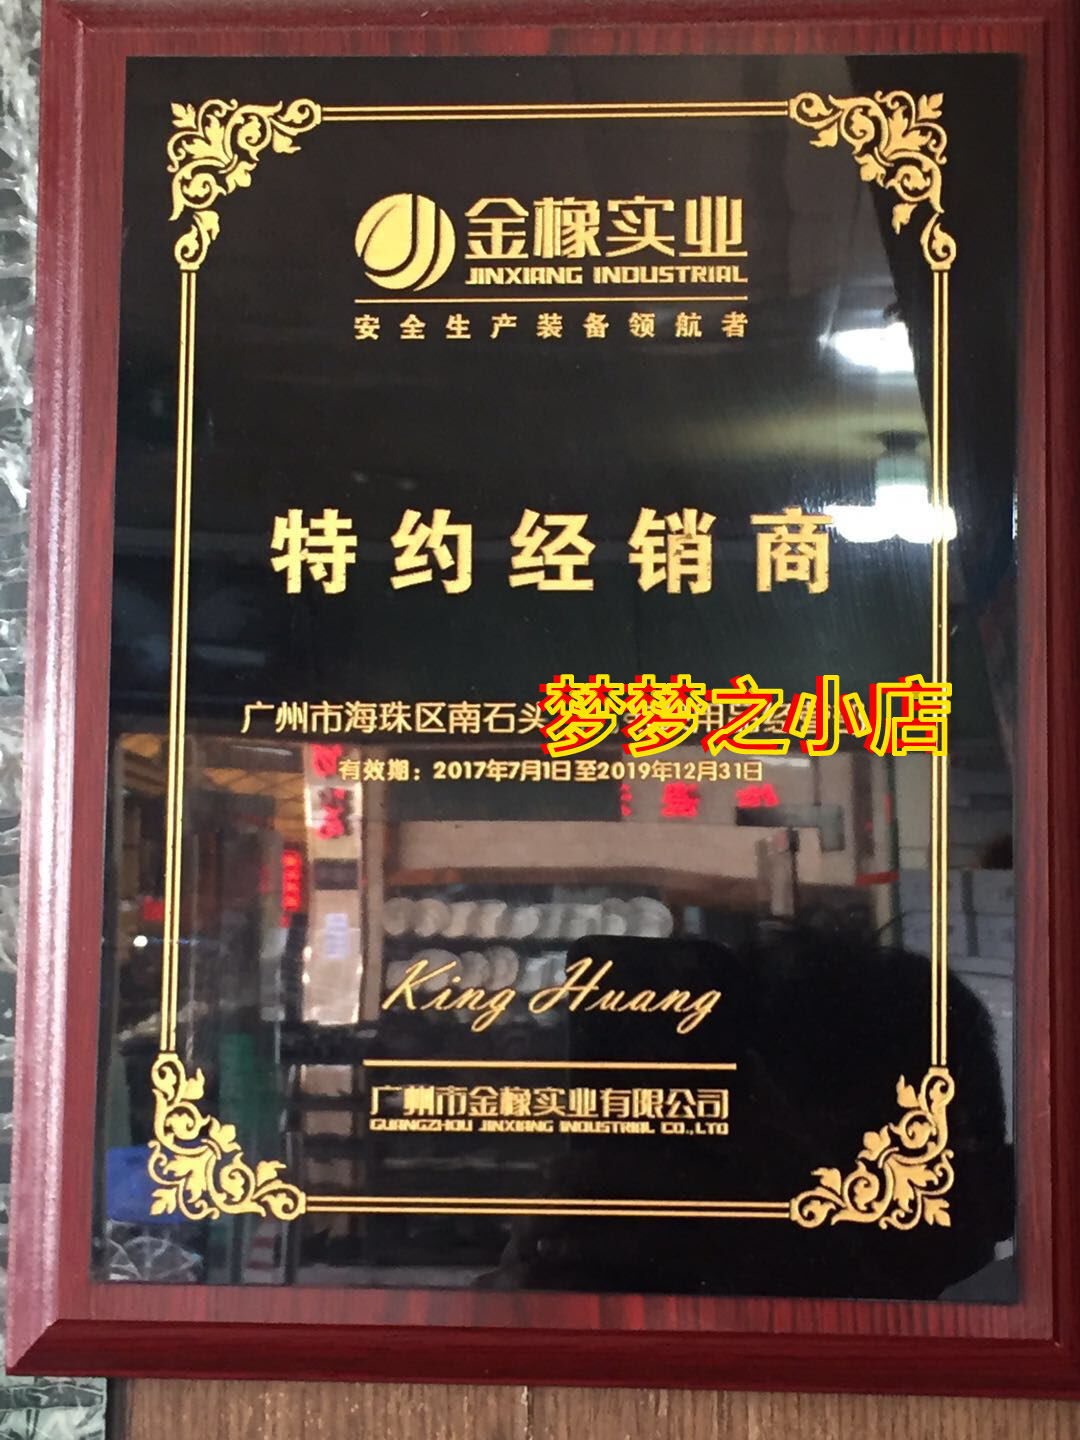 金橡实业
JINXIANG INDUSTRIAL
安全生产装备领航者
特约经销商
广州市海珠区南石头
梦梦之小店
有效期：2017年7月1日至2019年12月31日
King Huang
广州市金橡实业有限公司
GUANGZHOU JINXIANG INDUSTRIAL CO.,LTD